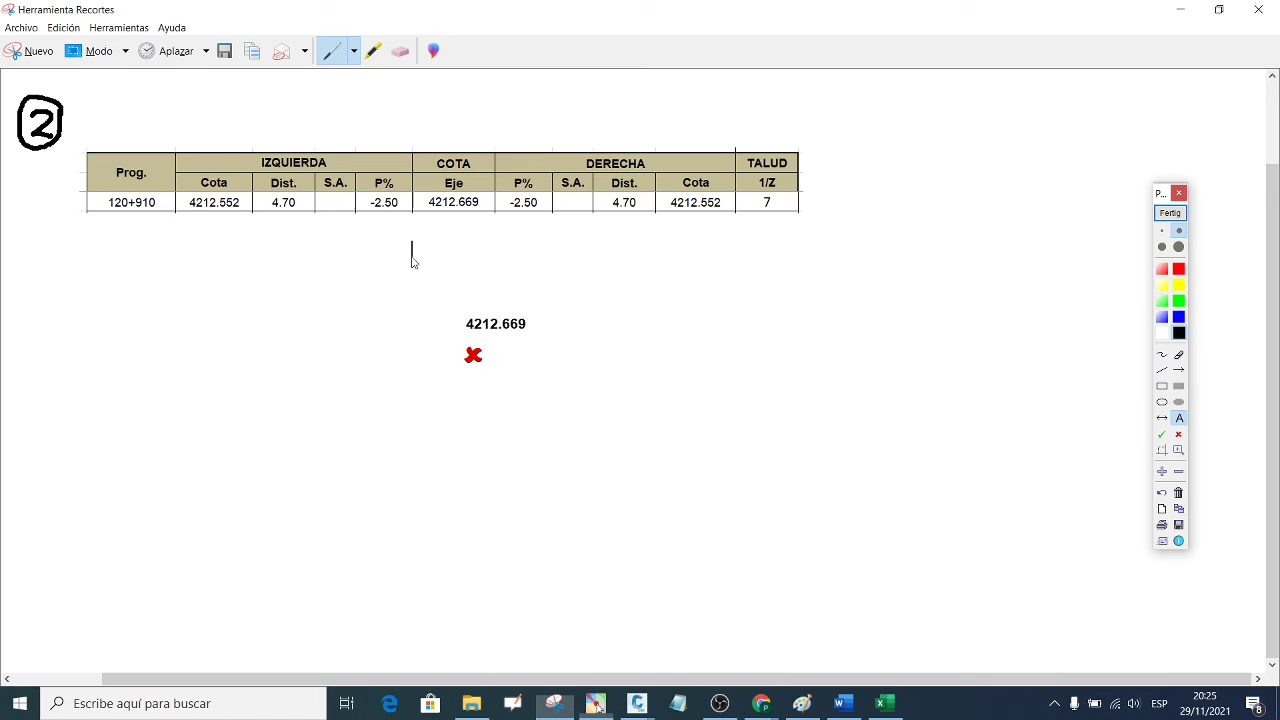 Herramienta Recortes
Archivo Edición Herramientas Ayuda
Nuevo Modo Aplazar
2
Prog. IZQUIERDA COTA DERECHA TALUD
Cota Dist. S.A. P% Eje P% S.A. Dist. Cota 1/Z
120+910 4212.552 4.70 -2.50 4212.669 -2.50 4.70 4212.552 7
4212.669
P...
Fertig
A
Escribe aquí para buscar
ESP
20:25
29/11/2021
8